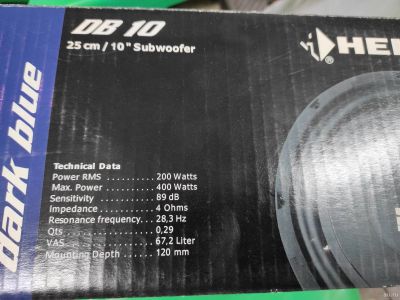 DB 10
25 cm / 10" Subwoofer
HEL
dark blue
Technical Data
Power RMS ............ 200 Watts
Max. Power ............ 400 Watts
Sensitivity ............ 89 dB
Impedance ............ 4 Ohms
Resonance frequency.. 28,3 Hz
Qts ............ 0,29
VAS ............ 67,2 Liter
Mounting Depth ...... 120 mm